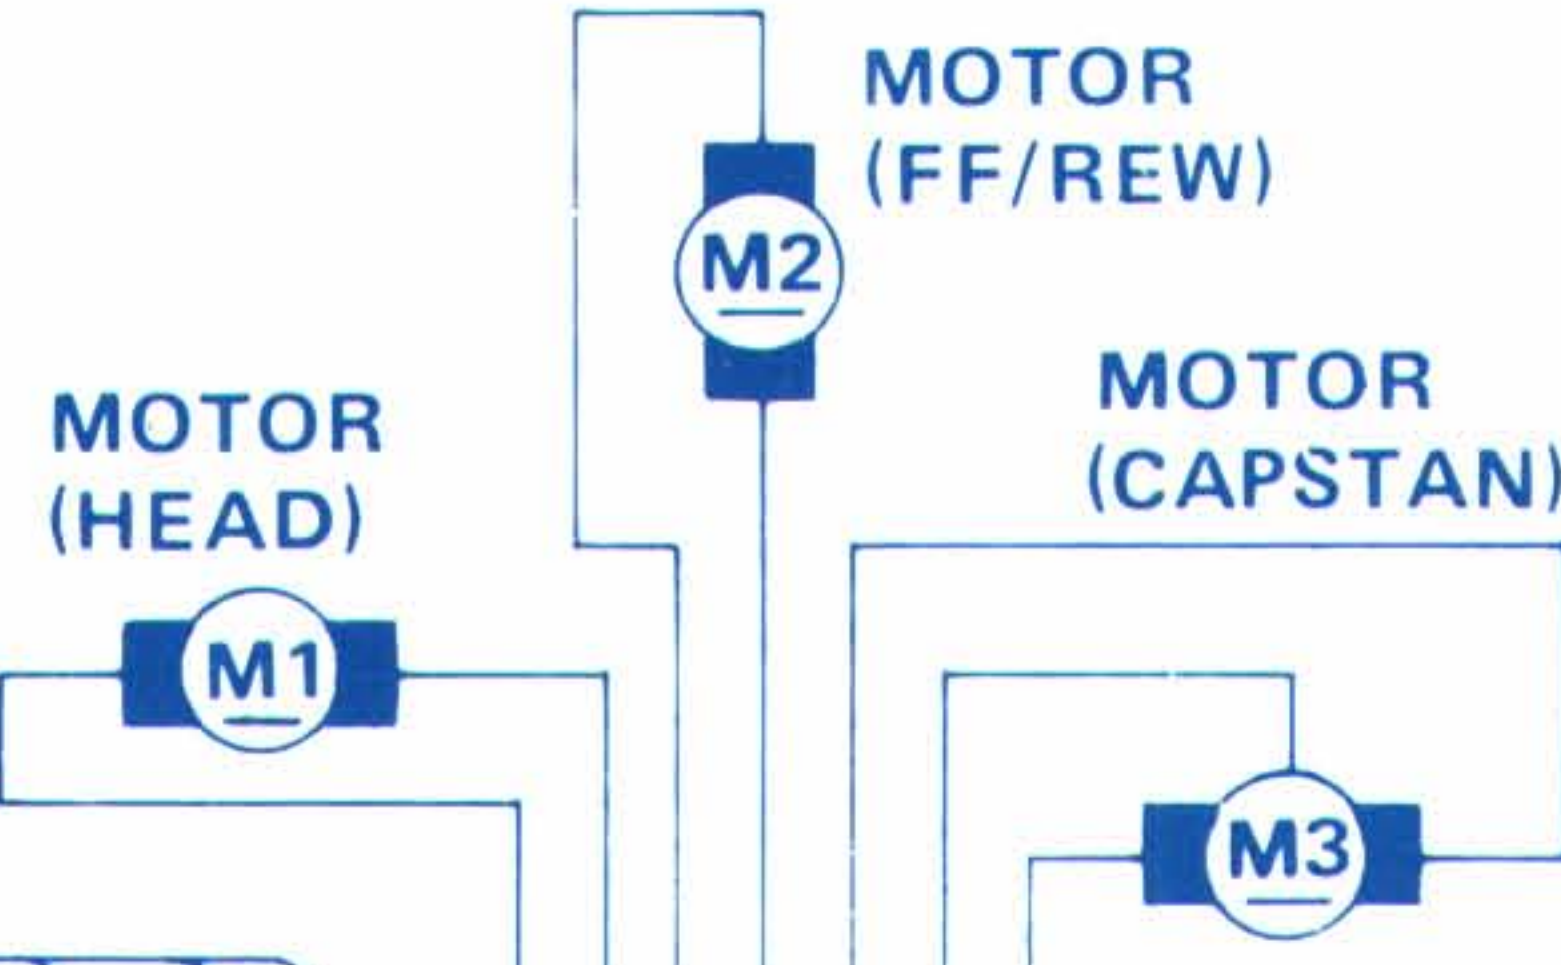 MOTOR
(FF/REW)
M2
MOTOR
(CAPSTAN)
MOTOR
(HEAD)
M1
M3